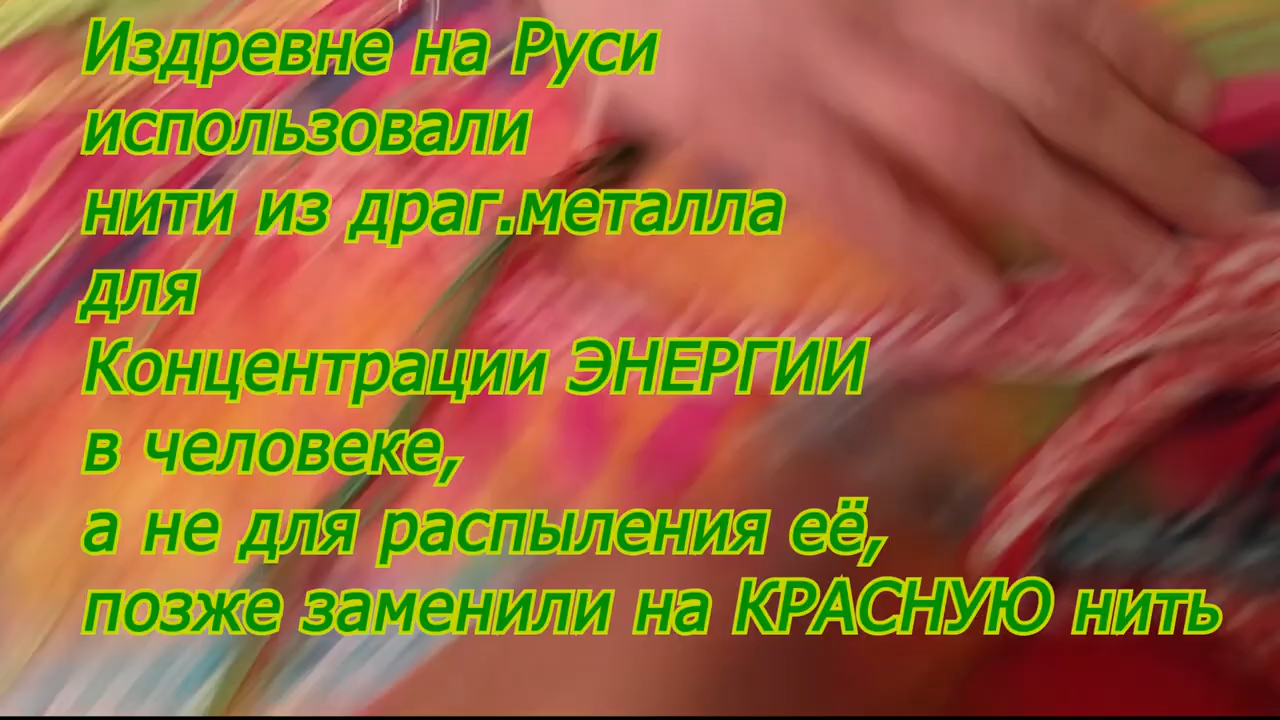 Издревне на Руси
использовали
нити из драг.металла
для
Концентрации ЭНЕРГИИ
в человеке,
а не для распыления её,
позже заменили на КРАСНУЮ нить